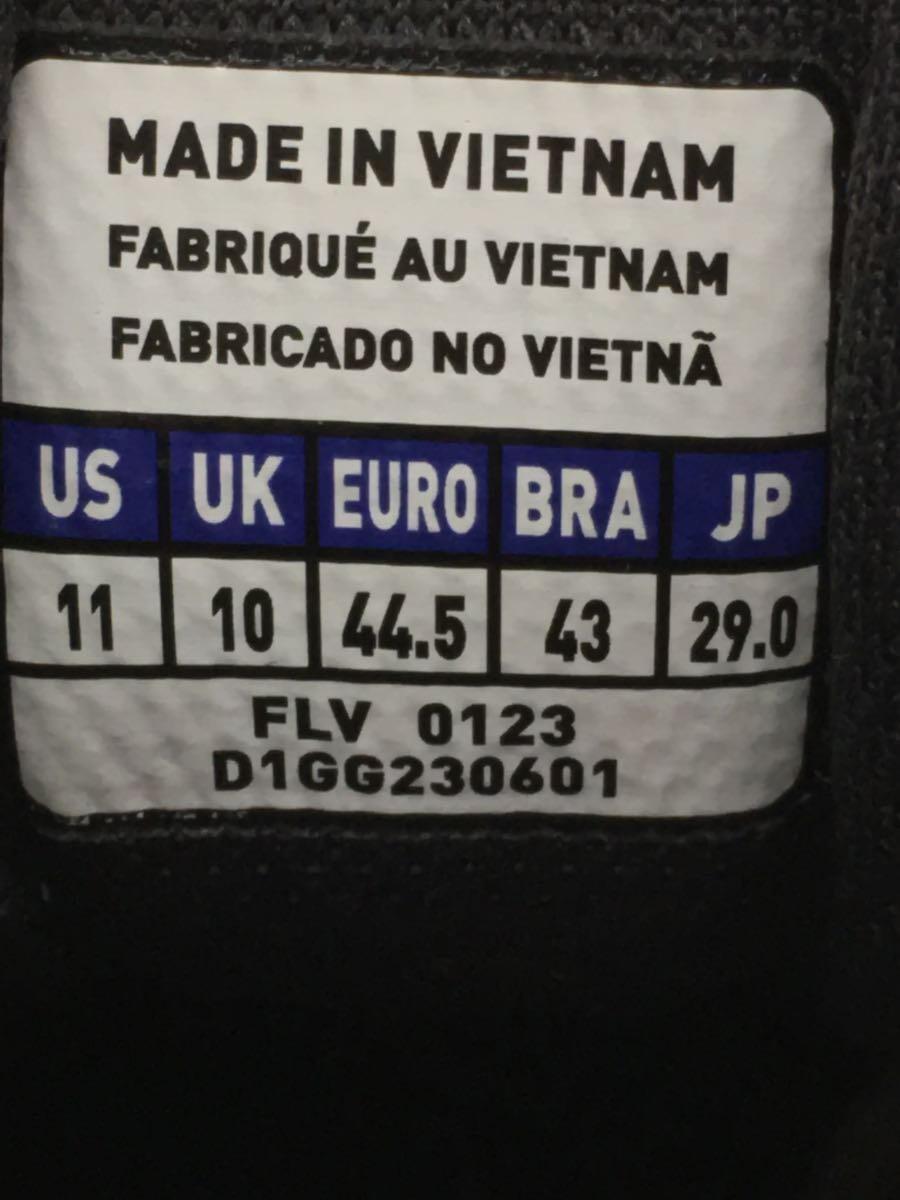 MADE IN VIETNAM
FABRIQUÉ AU VIETNAM
FABRICADO NO VIETNÃ
US UK EURO BRA JP
11 10 44.5 43 29.0
FLV 0123
D1GG230601